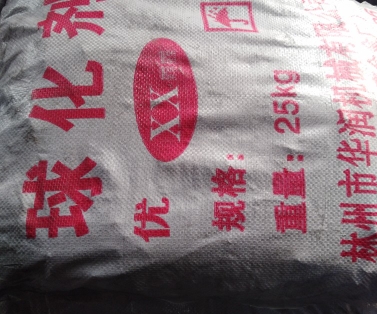 球化剂
优 XX
规格：
重量：25kg
林州市华润